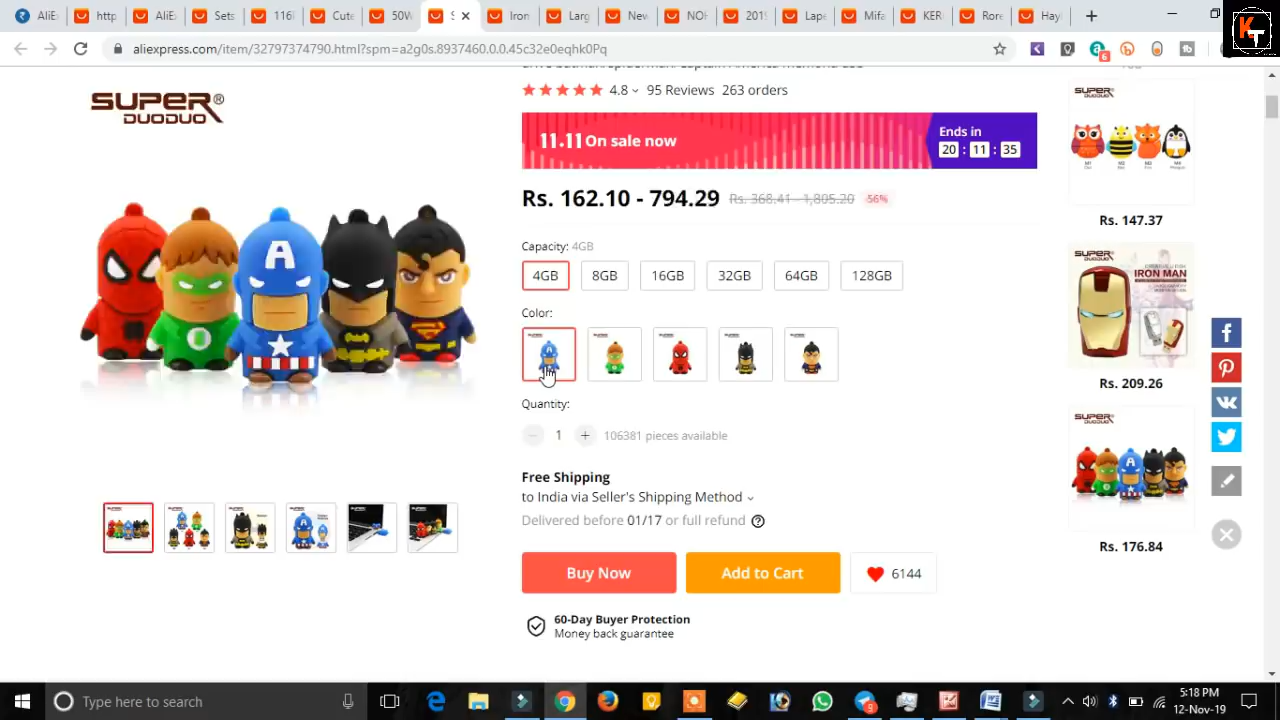 AliE
http
AliE
Sets
116I
Cute
50W
S
Iron
Larg
New
NOH
2019
Lape
Mifa
KER
Rore
Hayl
KT
aliexpress.com/item/32797374790.html?spm=a2g0s.8937460.0.0.45c32e0eqhk0Pq
SUPER®
DUODUO
4.8 95 Reviews 263 orders
11.11 On sale now
Ends in
20 : 11 : 35
Rs. 162.10 - 794.29 Rs. 368.41 - 1,805.20 -56%
Capacity: 4GB
4GB 8GB 16GB 32GB 64GB 128GB
Color:
Quantity:
1 106381 pieces available
Free Shipping
to India via Seller's Shipping Method
Delivered before 01/17 or full refund
Buy Now Add to Cart 6144
60-Day Buyer Protection
Money back guarantee
SUPER
DUODUO
Rs. 147.37
SUPER
DUODUO
IRON MAN
Rs. 209.26
SUPER
DUODUO
Rs. 176.84
Type here to search
5:18 PM
12-Nov-19